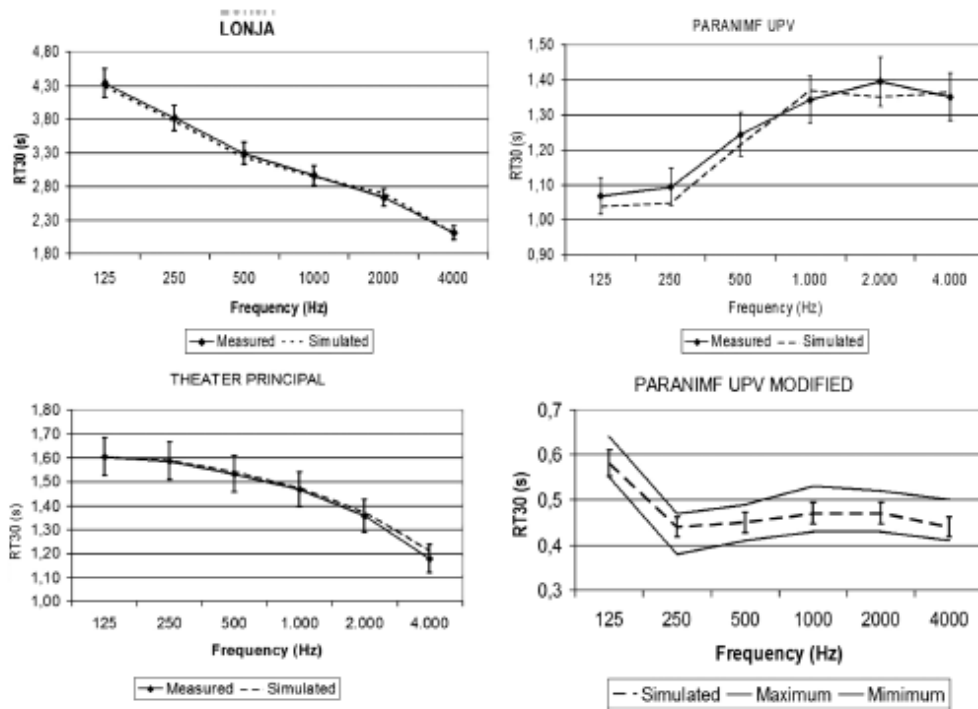 LONJA
4,80
4,30
3,80
3,30
2,80
2,30
1,80
RT30 (s)
125 250 500 1000 2000 4000
Frequency (Hz)
Measured Simulated
PARANIMF UPV
1,50
1,40
1,30
1,20
1,10
1,00
0,90
RT30 (s)
125 250 500 1.000 2.000 4.000
Frequency (Hz)
Measured Simulated
THEATER PRINCIPAL
1,80
1,70
1,60
1,50
1,40
1,30
1,20
1,10
1,00
RT30 (s)
125 250 500 1.000 2.000 4.000
Frequency (Hz)
Measured Simulated
PARANIMF UPV MODIFIED
0,7
0,6
0,5
0,4
0,3
RT30 (s)
125 250 500 1000 2000 4000
Frequency (Hz)
Simulated Maximum Mimimum